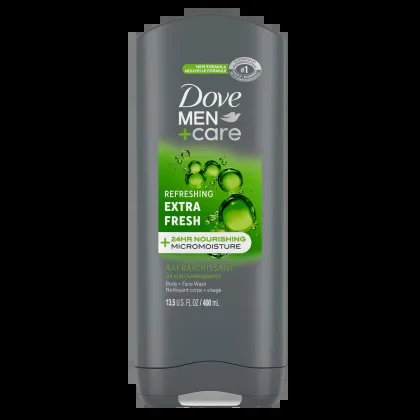 NEW FORMULA
NOUVELLE FORMULE
#1
Dove
MEN
+care
REFRESHING
EXTRA
FRESH
+24HR NOURISHING
MICROMOISTURE
RAFRAÎCHISSANT
Body + Face Wash
Nettoyant corps + visage
13.5 U.S. FL OZ / 400 mL